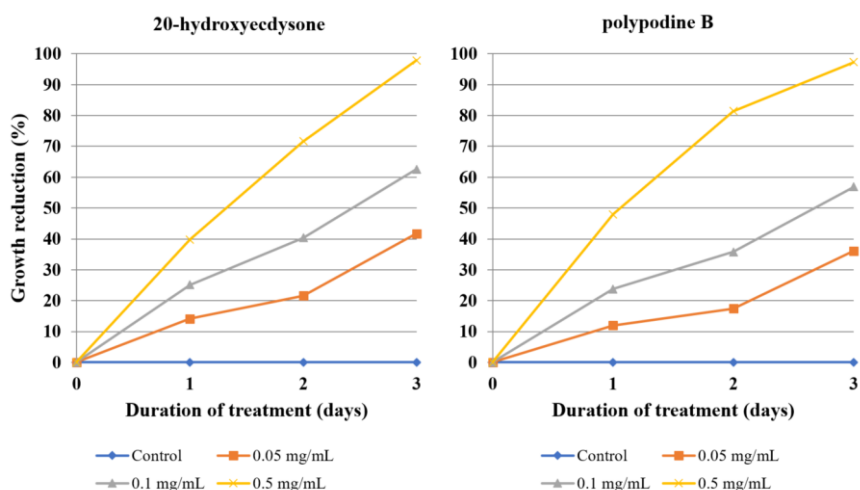 20-hydroxyecdysone
Growth reduction (%)
100
90
80
70
60
50
40
30
20
10
0
0 1 2 3
Duration of treatment (days)
Control 0.05 mg/mL
0.1 mg/mL 0.5 mg/mL
polypodine B
100
90
80
70
60
50
40
30
20
10
0
0 1 2 3
Duration of treatment (days)
Control 0.05 mg/mL
0.1 mg/mL 0.5 mg/mL